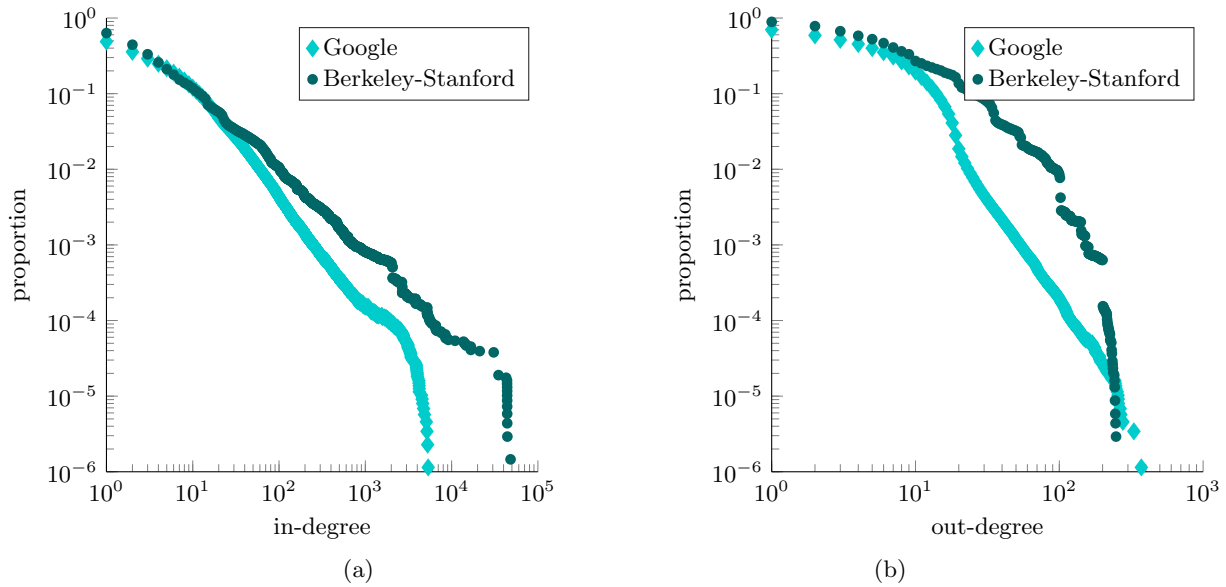 10^0
10^-1
10^-2
10^-3
10^-4
10^-5
10^-6
proportion
Google
Berkeley-Stanford
10^0 10^1 10^2 10^3 10^4 10^5
in-degree
(a)
10^0
10^-1
10^-2
10^-3
10^-4
10^-5
10^-6
proportion
Google
Berkeley-Stanford
10^0 10^1 10^2 10^3
out-degree
(b)